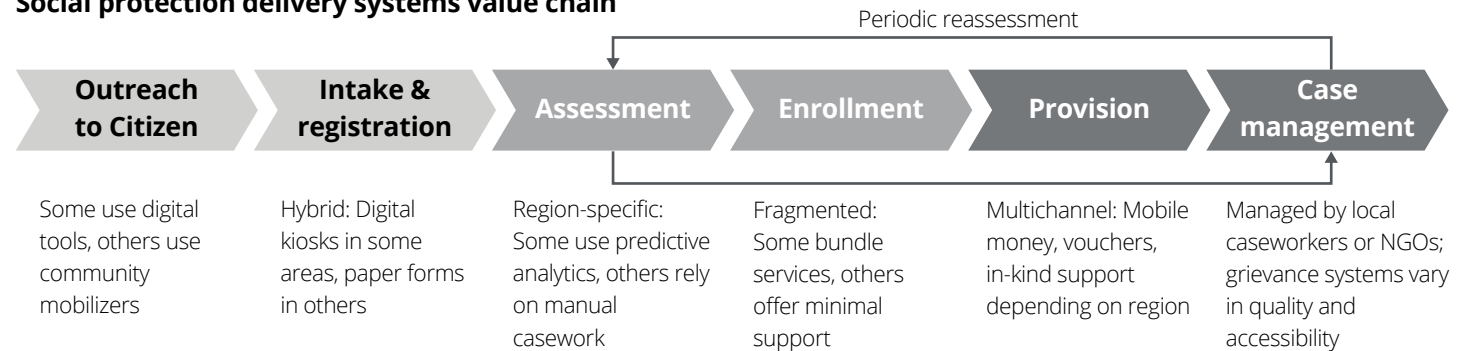 Social protection delivery systems value chain
Periodic reassessment
Outreach
to Citizen
Intake &
registration
Assessment
Enrollment
Provision
Case
management
Some use digital
tools, others use
community
mobilizers
Hybrid: Digital
kiosks in some
areas, paper forms
in others
Region-specific:
Some use predictive
analytics, others rely
on manual
casework
Fragmented:
Some bundle
services, others
offer minimal
support
Multichannel: Mobile
money, vouchers,
in-kind support
depending on region
Managed by local
caseworkers or NGOs;
grievance systems vary
in quality and
accessibility